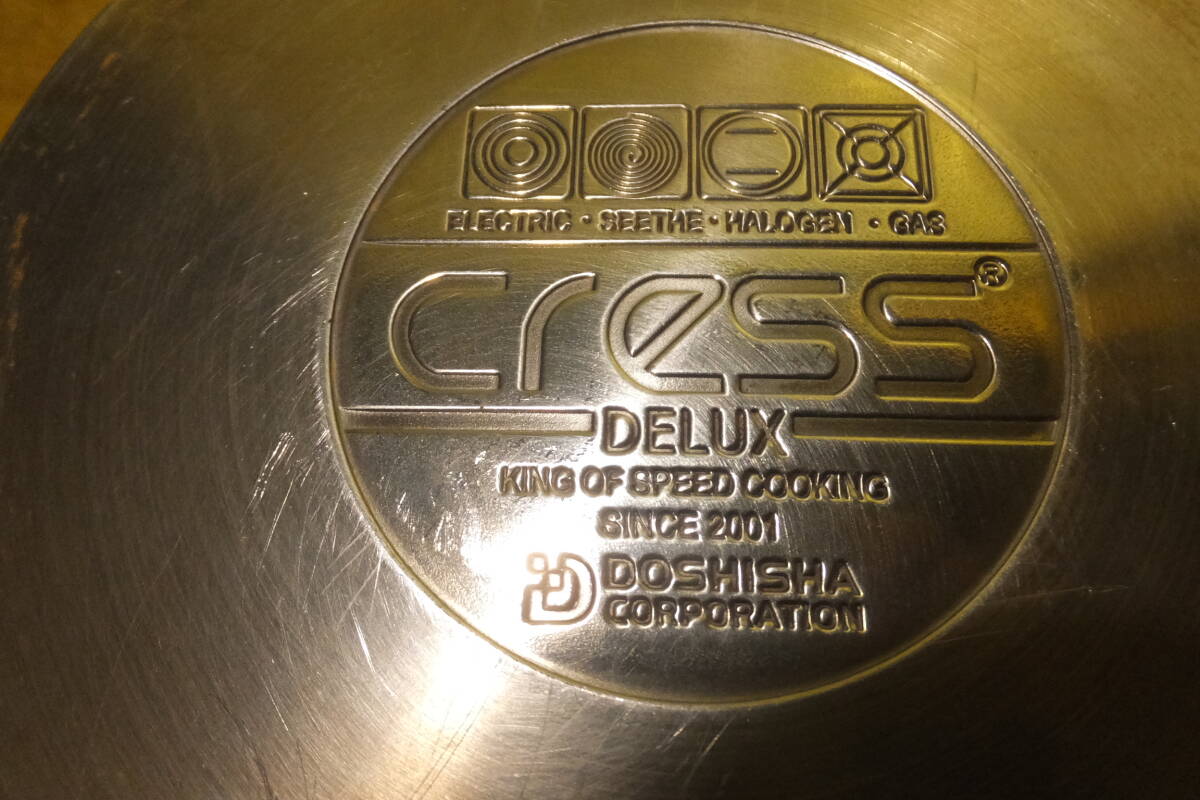 ELECTRIC · SEETHE · HALOGEN · GAS
cress®
DELUX
KING OF SPEED COOKING
SINCE 2001
DOSHISHA
CORPORATION